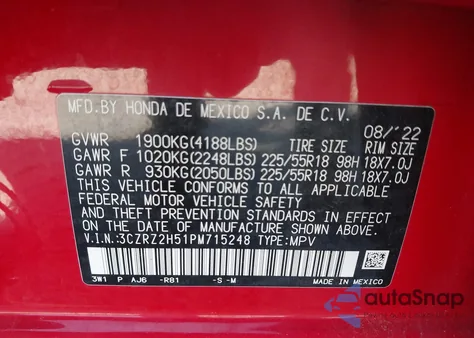 MFD.BY HONDA DE MEXICO S.A. DE C.V.
08/'22
GVWR 1900KG(4188LBS) TIRE SIZE RIM SIZE
GAWR F 1020KG(2248LBS) 225/55R18 98H 18X7.0J
GAWR R 930KG(2050LBS) 225/55R18 98H 18X7.0J
THIS VEHICLE CONFORMS TO ALL APPLICABLE
FEDERAL MOTOR VEHICLE SAFETY, BUMPER, AND
THEFT PREVENTION STANDARDS IN EFFECT
ON THE DATE OF MANUFACTURE SHOWN ABOVE.
V.I.N.:3CZRZ2H51PM715248 TYPE:MPV
3W1 P AJ6 -R81 -S-M
MADE IN MEXICO
autoSnap